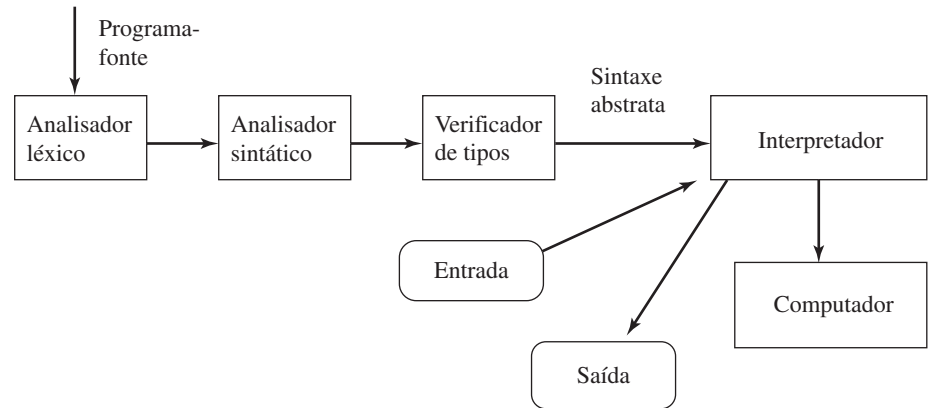 Programa-
fonte
Analisador
léxico
Analisador
sintático
Verificador
de tipos
Sintaxe
abstrata
Interpretador
Entrada
Computador
Saída